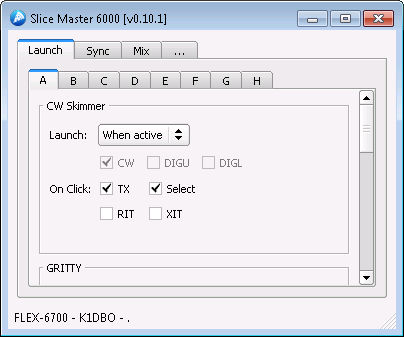 Slice Master 6000 [v0.10.1]
Launch Sync Mix ...
A B C D E F G H
CW Skimmer
Launch: When active
CW DIGU DIGL
On Click: TX Select
RIT XIT
GRITTY
FLEX-6700 - K1DBO - .